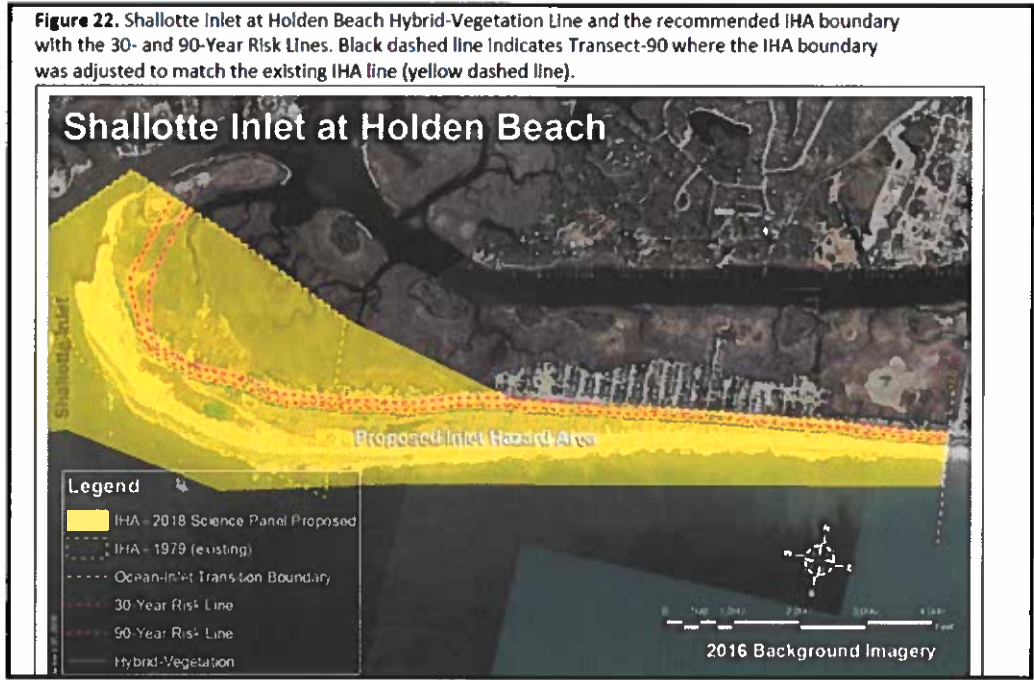 Figure 22. Shallotte Inlet at Holden Beach Hybrid-Vegetation Line and the recommended IHA boundary
with the 30- and 90-Year Risk Lines. Black dashed line indicates Transect-90 where the IHA boundary
was adjusted to match the existing IHA line (yellow dashed line).
Shallotte Inlet at Holden Beach
Shallotte Inlet
Proposed Inlet Hazard Area
Legend
IHA - 2018 Science Panel Proposed
IHA - 1979 (existing)
Ocean-Inlet Transition Boundary
30-Year Risk Line
90-Year Risk Line
Hybrid-Vegetation
N
W
E
S
0
Feet
2016 Background Imagery